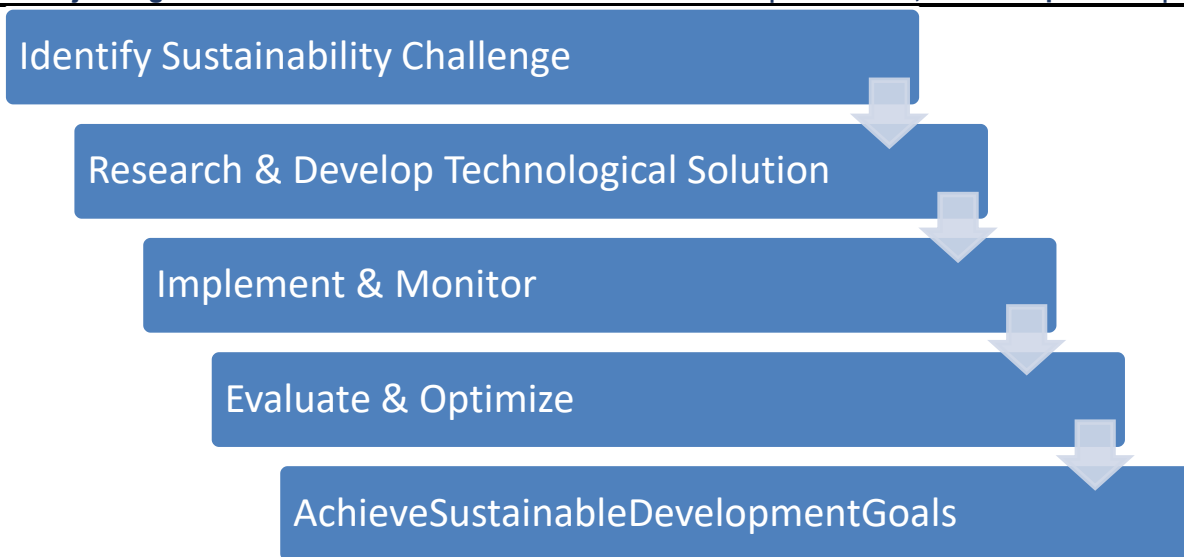 Identify Sustainability Challenge
Research & Develop Technological Solution
Implement & Monitor
Evaluate & Optimize
AchieveSustainableDevelopmentGoals